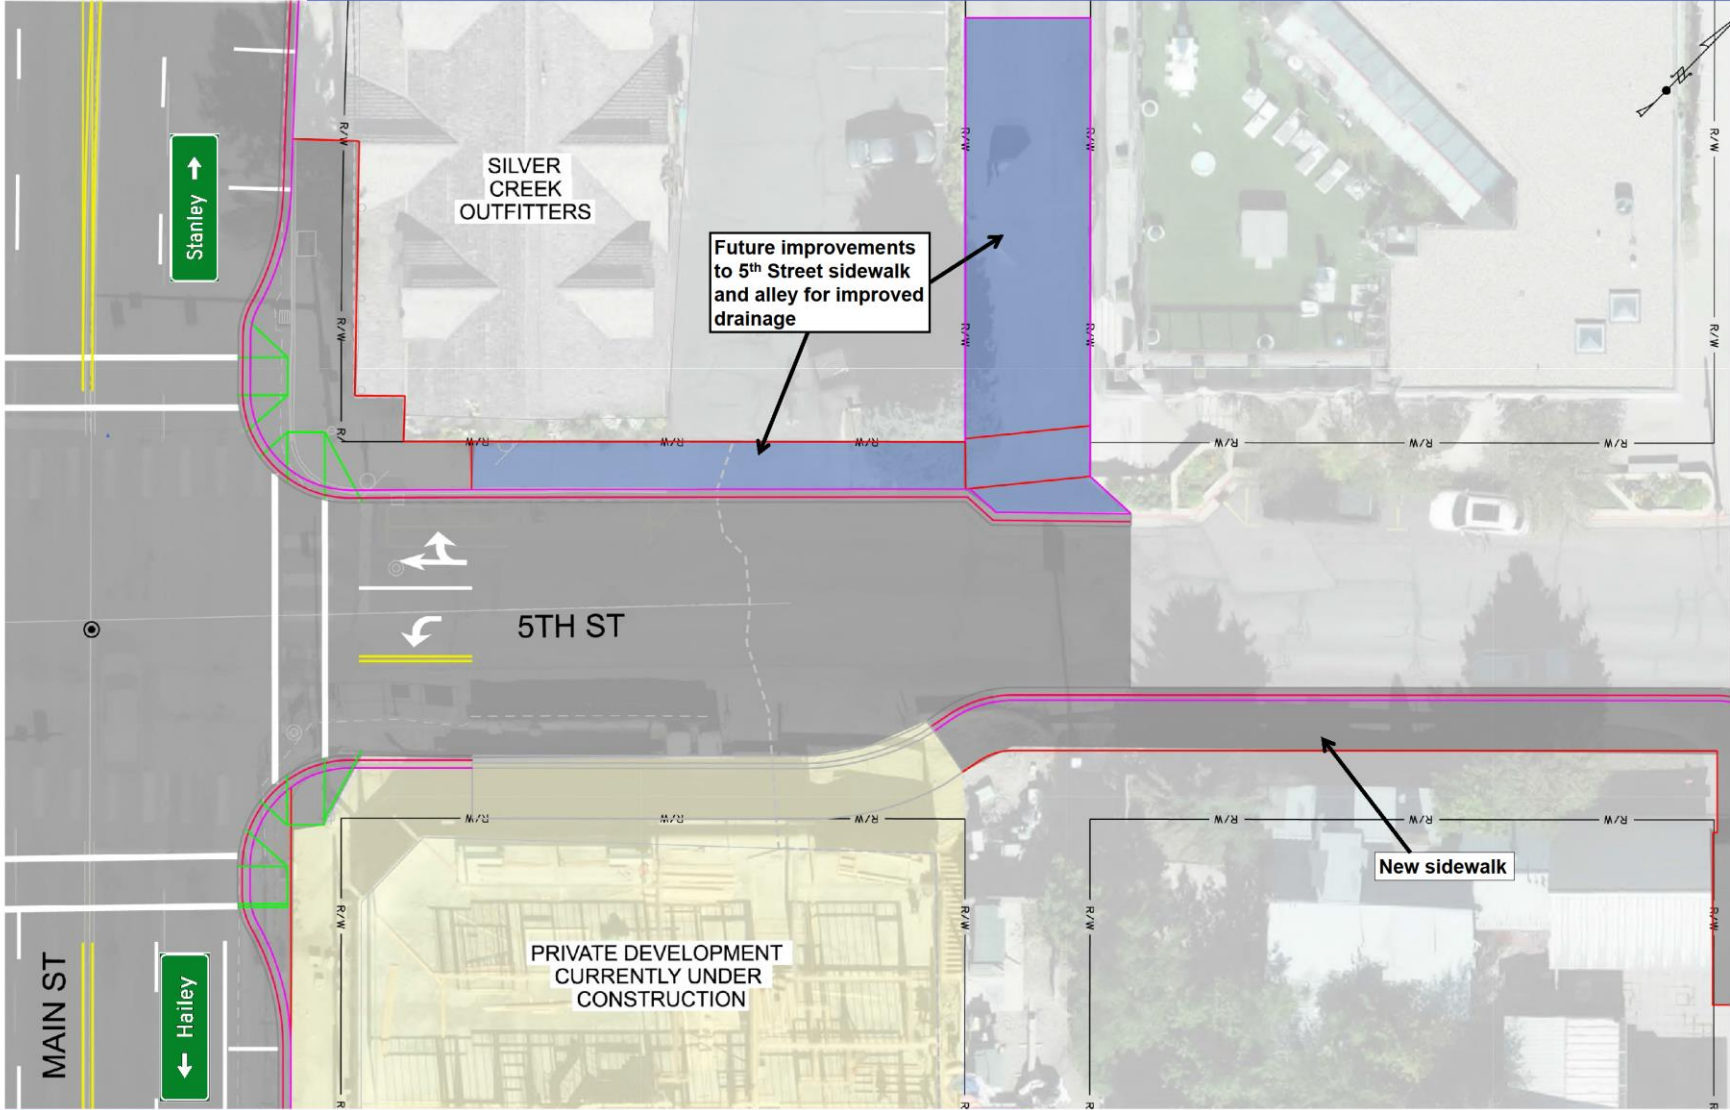 SILVER
CREEK
OUTFITTERS
Stanley
Future improvements
to 5th Street sidewalk
and alley for improved
drainage
R/W
R/W
R/W
R/W
R/W
R/W
R/W
R/W
R
R/W
R/W
R/W
R/W
R/W
R/W
5TH ST
New sidewalk
R/W
R/W
R/W
R/W
R/W
R/W
R/W
R/W
R/W
R/W
PRIVATE DEVELOPMENT
CURRENTLY UNDER
CONSTRUCTION
MAIN ST
Hailey
R
R
R
R